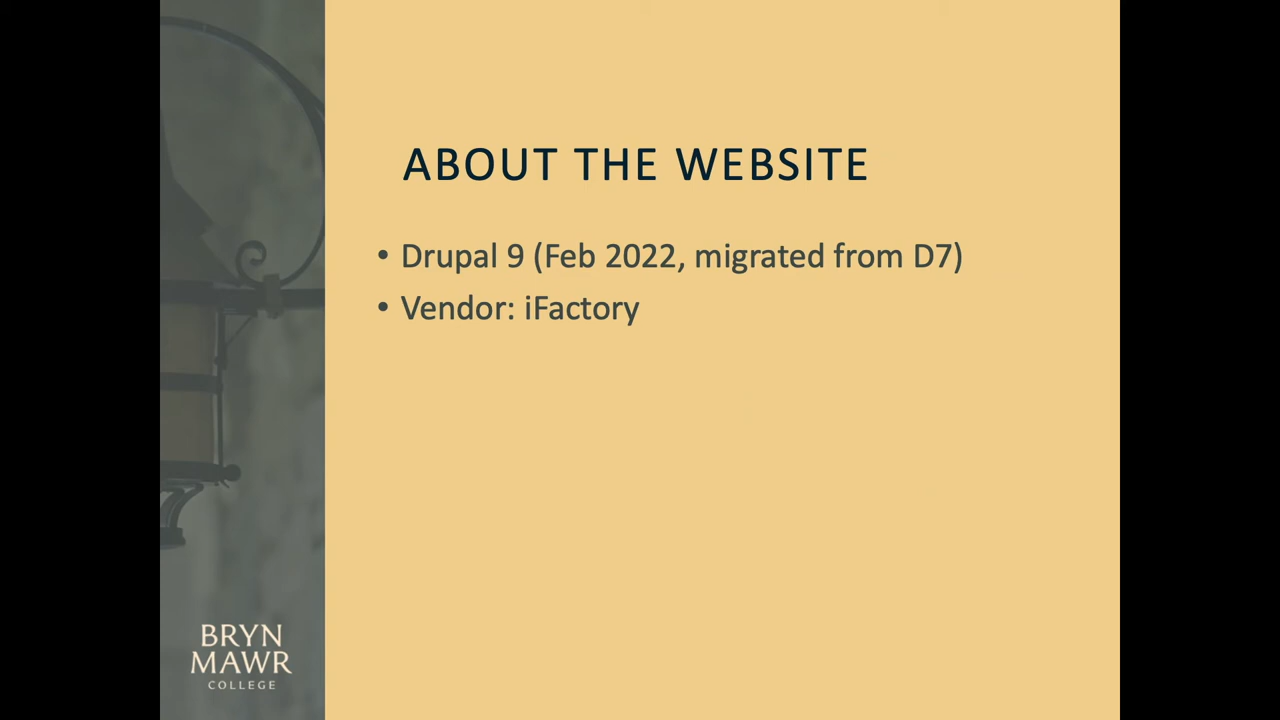 ABOUT THE WEBSITE
• Drupal 9 (Feb 2022, migrated from D7)
• Vendor: iFactory
BRYN
MAWR
COLLEGE